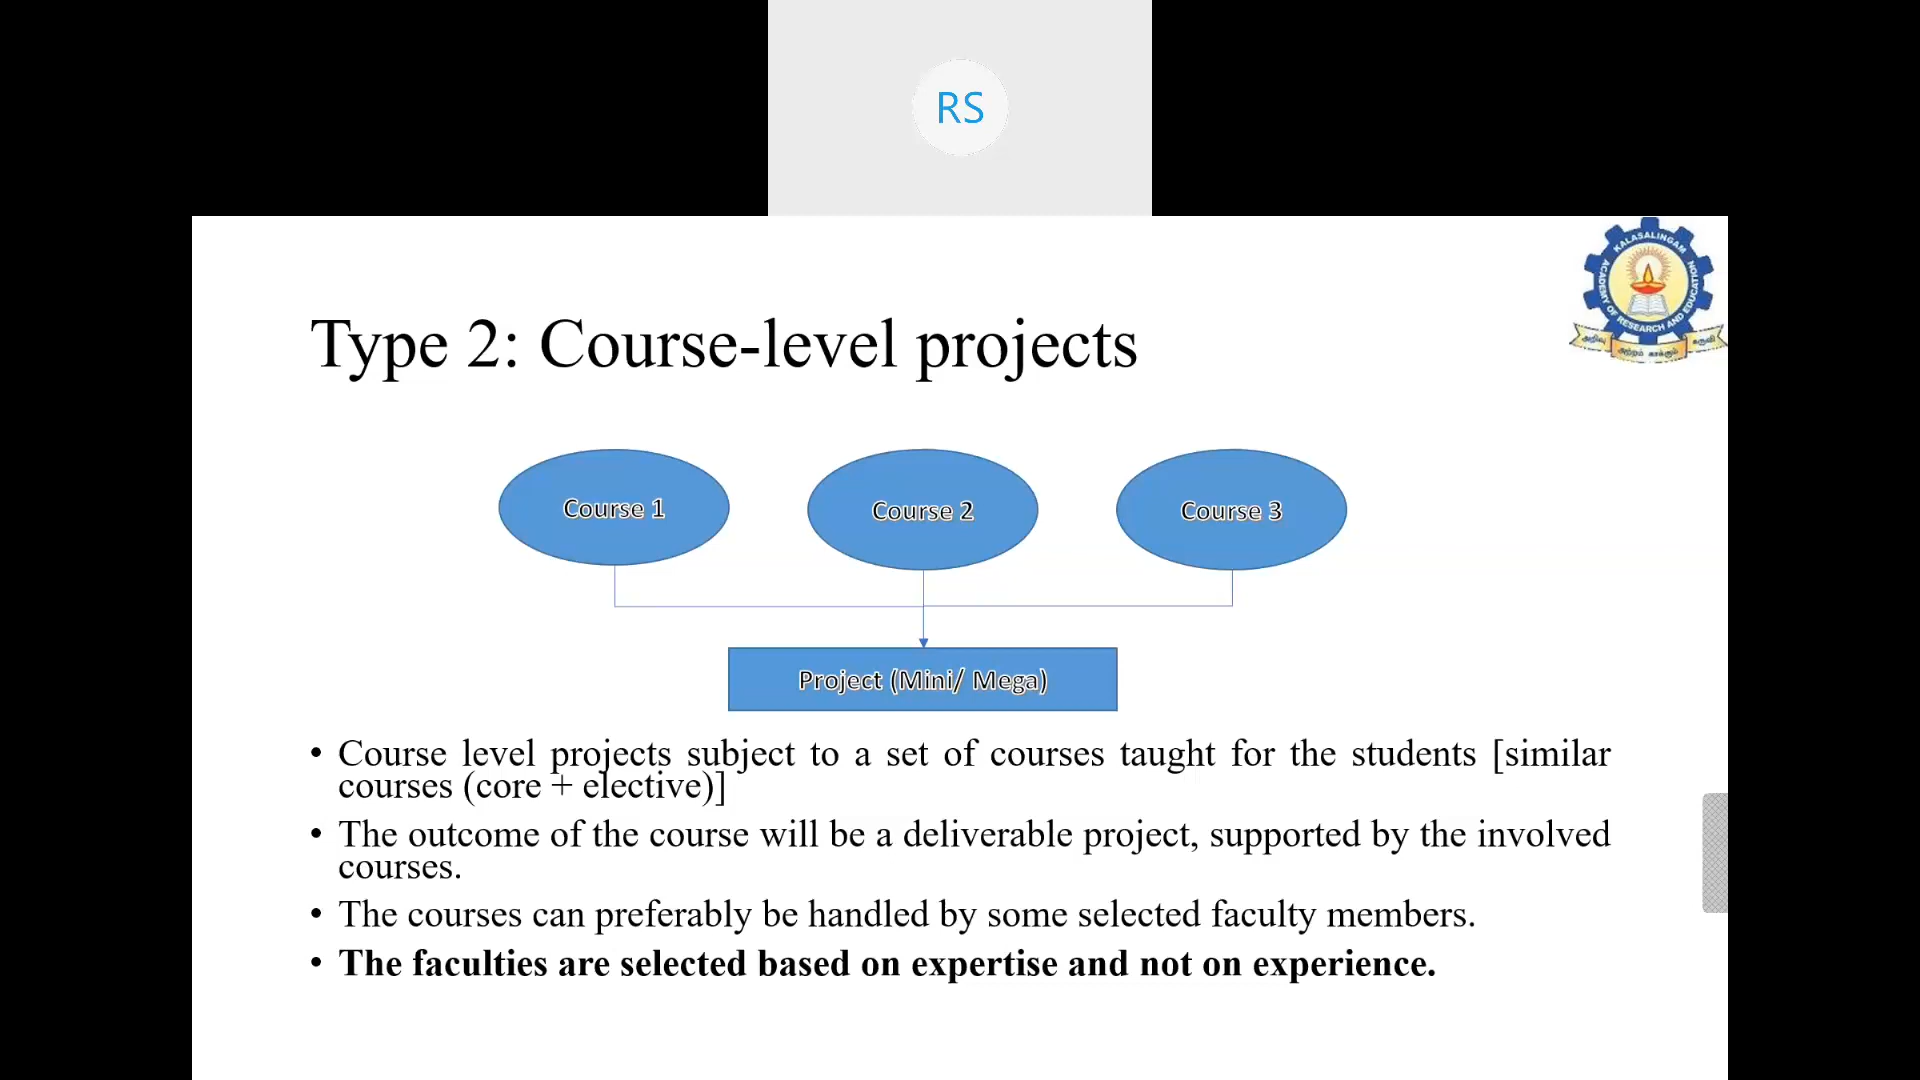 RS
KALASALINGAM
ACADEMY OF RESEARCH AND EDUCATION
Type 2: Course-level projects
Course 1
Course 2
Course 3
Project (Mini/ Mega)
• Course level projects subject to a set of courses taught for the students [similar
courses (core + elective)]
• The outcome of the course will be a deliverable project, supported by the involved
courses.
• The courses can preferably be handled by some selected faculty members.
• The faculties are selected based on expertise and not on experience.